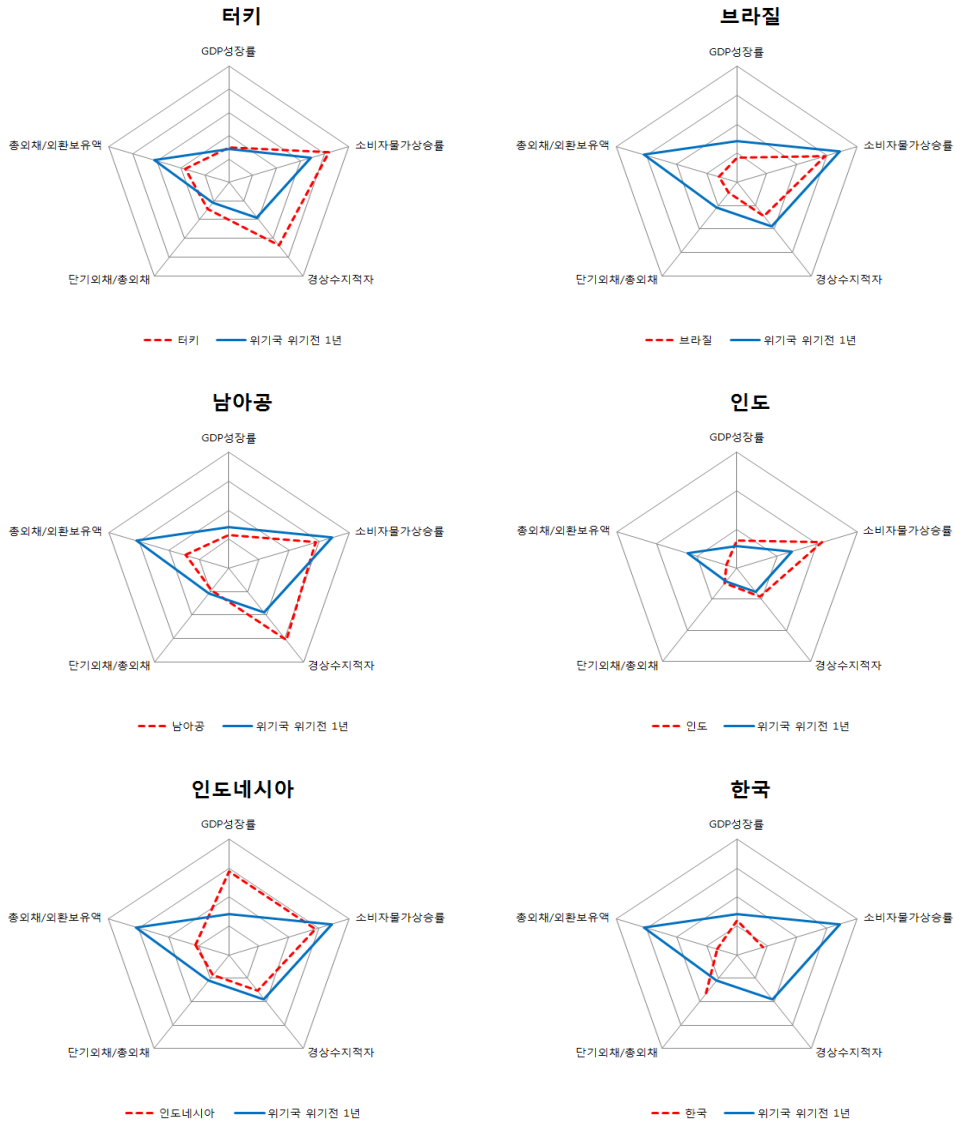 터키
GDP성장률
총외채/외환보유액
소비자물가상승률
단기외채/총외채
경상수지적자
터키
위기국 위기전 1년
브라질
GDP성장률
총외채/외환보유액
소비자물가상승률
단기외채/총외채
경상수지적자
브라질
위기국 위기전 1년
남아공
GDP성장률
총외채/외환보유액
소비자물가상승률
단기외채/총외채
경상수지적자
남아공
위기국 위기전 1년
인도
GDP성장률
총외채/외환보유액
소비자물가상승률
단기외채/총외채
경상수지적자
인도
위기국 위기전 1년
인도네시아
GDP성장률
총외채/외환보유액
소비자물가상승률
단기외채/총외채
경상수지적자
인도네시아
위기국 위기전 1년
한국
GDP성장률
총외채/외환보유액
소비자물가상승률
단기외채/총외채
경상수지적자
한국
위기국 위기전 1년